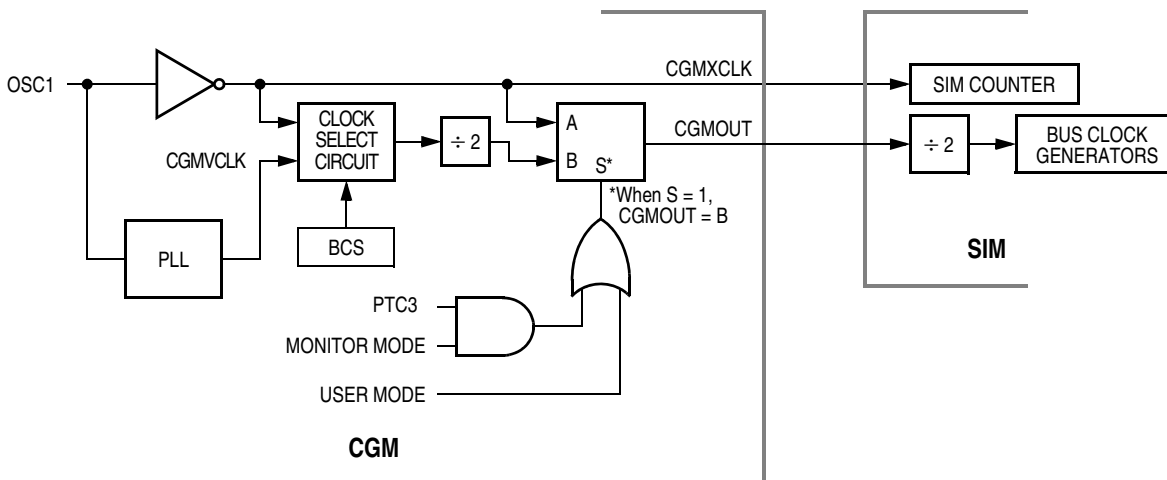 OSC1
CGMXCLK
SIM COUNTER
CLOCK
SELECT
CIRCUIT
÷ 2
A
B
S*
CGMOUT
÷ 2
BUS CLOCK
GENERATORS
CGMVCLK
*When S = 1,
CGMOUT = B
PLL
BCS
SIM
PTC3
MONITOR MODE
USER MODE
CGM